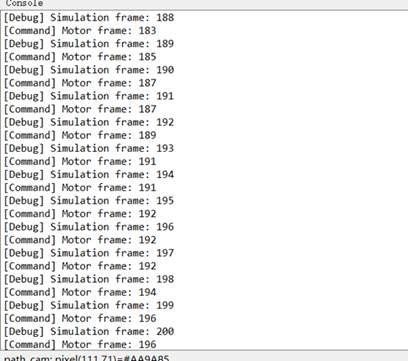 Console
[Debug] Simulation frame: 188
[Command] Motor frame: 183
[Debug] Simulation frame: 189
[Command] Motor frame: 185
[Debug] Simulation frame: 190
[Command] Motor frame: 187
[Debug] Simulation frame: 191
[Command] Motor frame: 187
[Debug] Simulation frame: 192
[Command] Motor frame: 189
[Debug] Simulation frame: 193
[Command] Motor frame: 191
[Debug] Simulation frame: 194
[Command] Motor frame: 191
[Debug] Simulation frame: 195
[Command] Motor frame: 192
[Debug] Simulation frame: 196
[Command] Motor frame: 192
[Debug] Simulation frame: 197
[Command] Motor frame: 192
[Debug] Simulation frame: 198
[Command] Motor frame: 194
[Debug] Simulation frame: 199
[Command] Motor frame: 196
[Debug] Simulation frame: 200
[Command] Motor frame: 196
path_cam: pixel(111,71)=#AA9A85